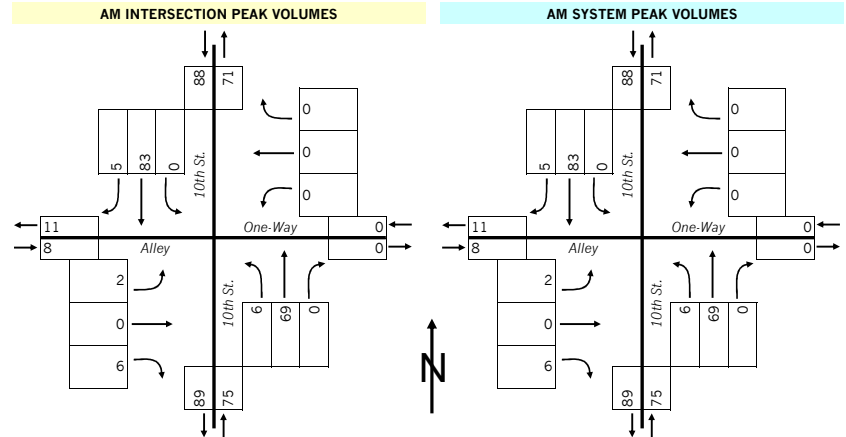 AM INTERSECTION PEAK VOLUMES
AM SYSTEM PEAK VOLUMES
88 71
5 83 0
10th St.
0
0
0
11
8
Alley
One-Way
0
0
2
0
6
10th St.
6 69 0
89 75
N
88 71
5 83 0
10th St.
0
0
0
11
8
Alley
One-Way
0
0
2
0
6
10th St.
6 69 0
89 75